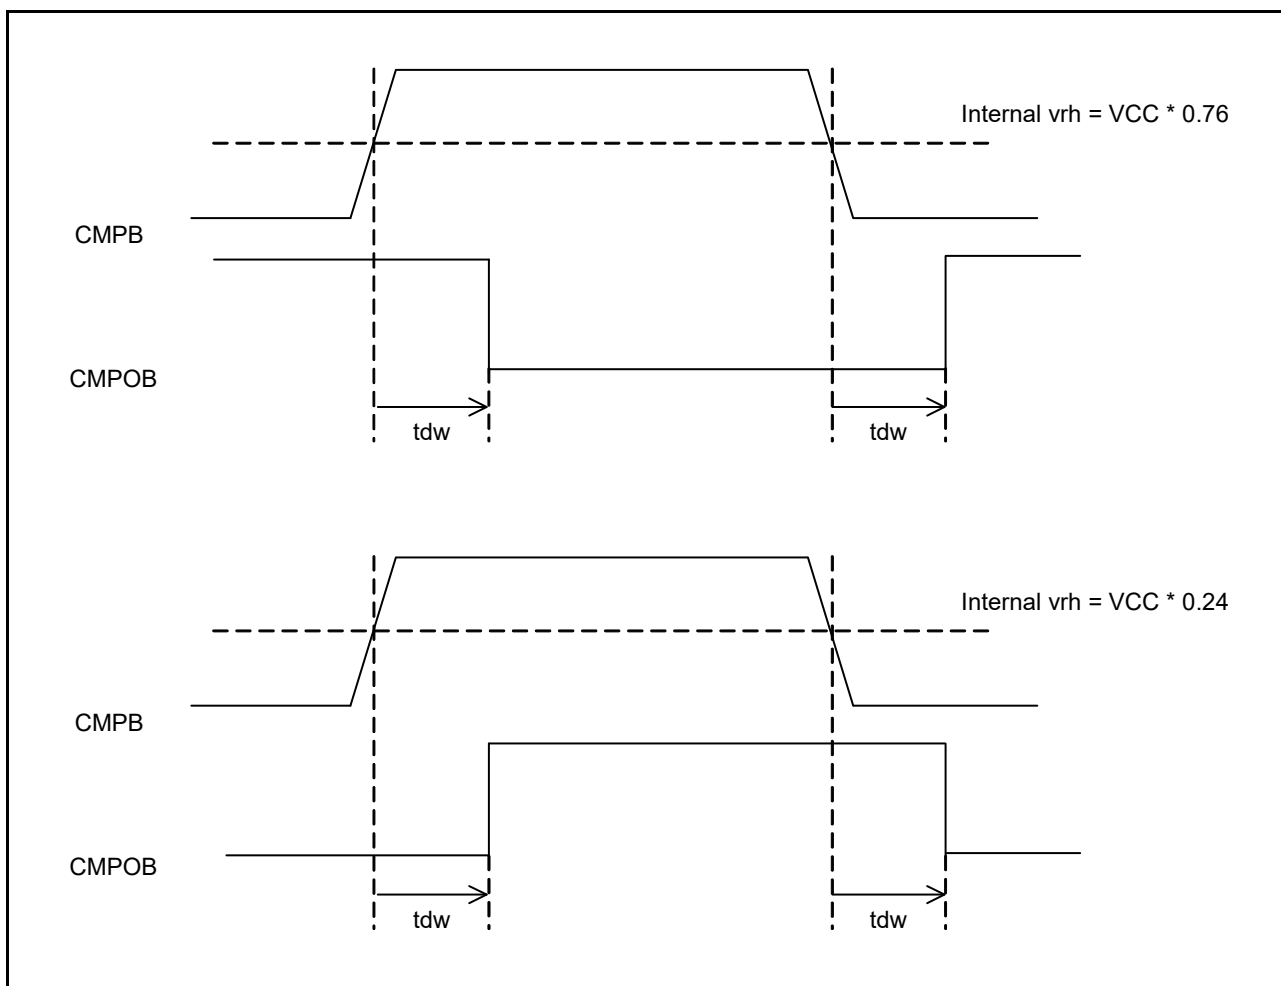 Internal vrh = VCC * 0.76
CMPB
CMPOB
tdw
tdw
Internal vrh = VCC * 0.24
CMPB
CMPOB
tdw
tdw